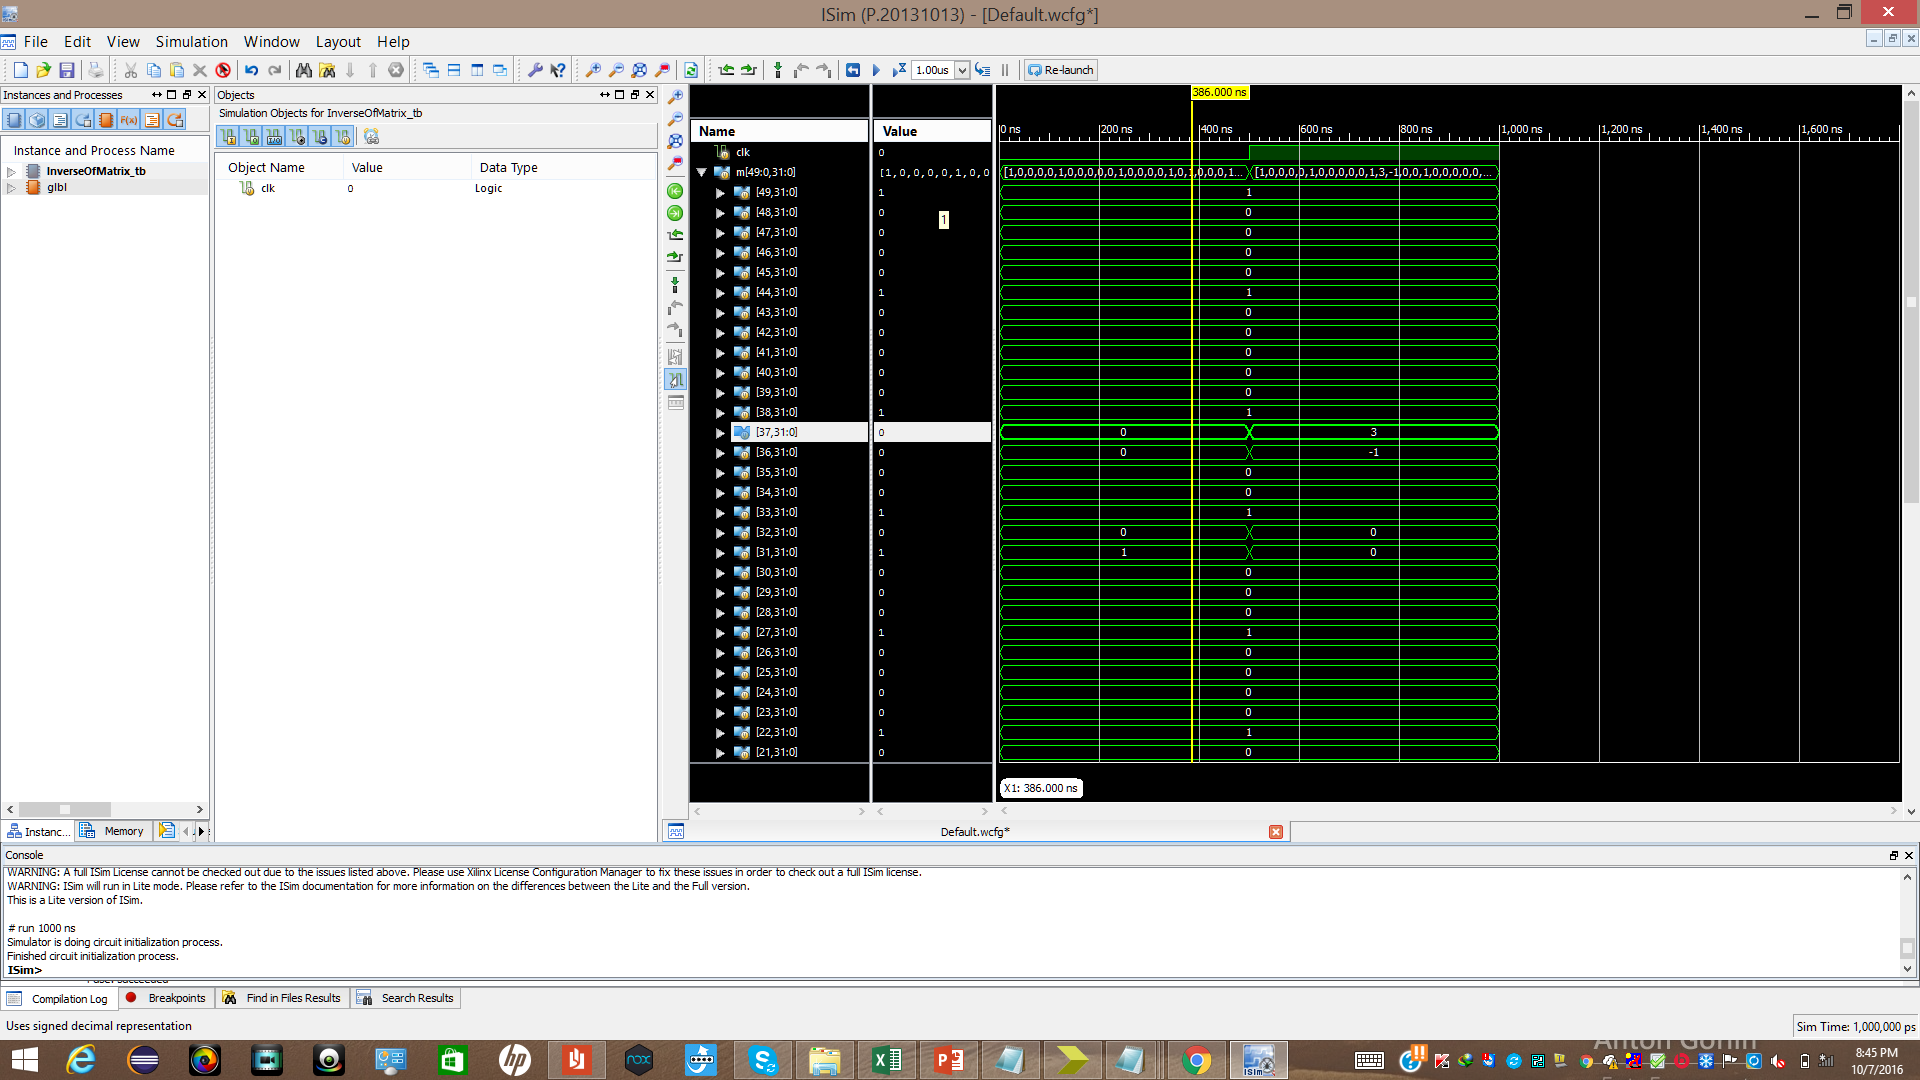 ISim (P.20131013) - [Default.wcfg*]
File Edit View Simulation Window Layout Help
1.00us Re-launch
Instances and Processes
Instance and Process Name
InverseOfMatrix_tb
glbl
Instanc... Memory
Objects
Simulation Objects for InverseOfMatrix_tb
Object Name Value Data Type
clk 0 Logic
386.000 ns
Name Value 0 ns 200 ns 400 ns 600 ns 800 ns 1,000 ns 1,200 ns 1,400 ns 1,600 ns
clk 0
m[49:0,31:0] [1,0,0,0,0,1,0,0 [1,0,0,0,0,1,0,0,0,0,0,1,0,0,0,0,1,0,1,0,0,0,1... [1,0,0,0,0,1,0,0,0,0,0,1,3,-1,0,0,1,0,0,0,0,0,...
[49,31:0] 1 1
[48,31:0] 0 0
1
[47,31:0] 0 0
[46,31:0] 0 0
[45,31:0] 0 0
[44,31:0] 1 1
[43,31:0] 0 0
[42,31:0] 0 0
[41,31:0] 0 0
[40,31:0] 0 0
[39,31:0] 0 0
[38,31:0] 1 1
[37,31:0] 0 0 3
[36,31:0] 0 0 -1
[35,31:0] 0 0
[34,31:0] 0 0
[33,31:0] 1 1
[32,31:0] 0 0 0
[31,31:0] 1 1 0
[30,31:0] 0 0
[29,31:0] 0 0
[28,31:0] 0 0
[27,31:0] 1 1
[26,31:0] 0 0
[25,31:0] 0 0
[24,31:0] 0 0
[23,31:0] 0 0
[22,31:0] 1 1
[21,31:0] 0 0
X1: 386.000 ns
Default.wcfg*
Console
WARNING: A full ISim License cannot be checked out due to the issues listed above. Please use Xilinx License Configuration Manager to fix these issues in order to check out a full ISim license.
WARNING: ISim will run in Lite mode. Please refer to the ISim documentation for more information on the differences between the Lite and the Full version.
This is a Lite version of ISim.
# run 1000 ns
Simulator is doing circuit initialization process.
Finished circuit initialization process.
ISim>
Compilation Log Breakpoints Find in Files Results Search Results
Uses signed decimal representation
Sim Time: 1,000,000 ps
8:45 PM
10/7/2016